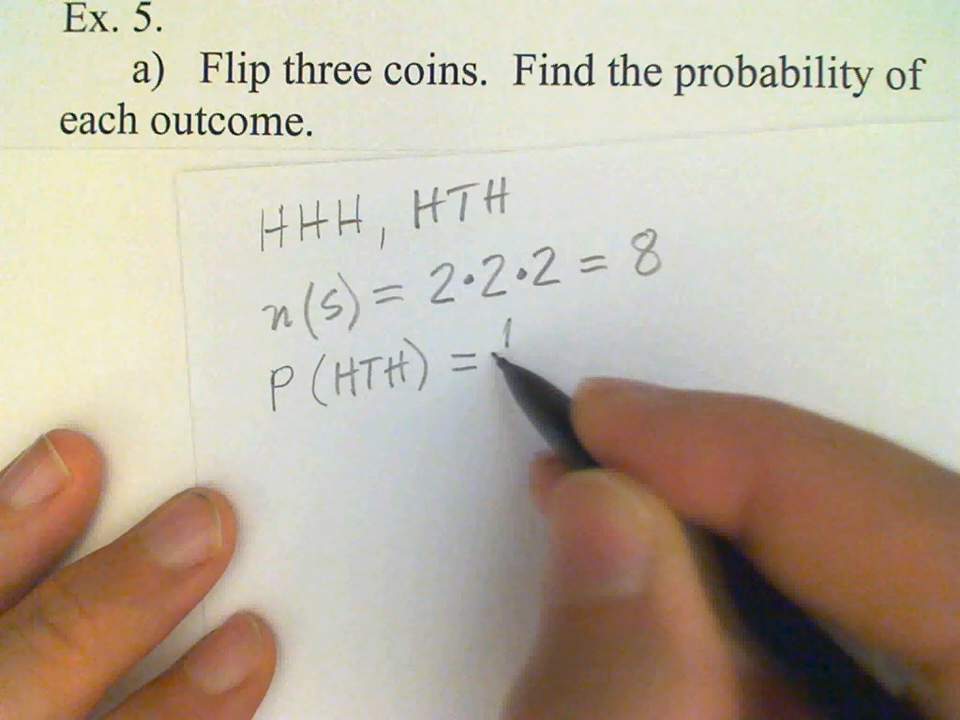 Ex. 5.
a) Flip three coins. Find the probability of
each outcome.
HHH, HTH
n(S) = 2·2·2 = 8
P(HTH) = 1